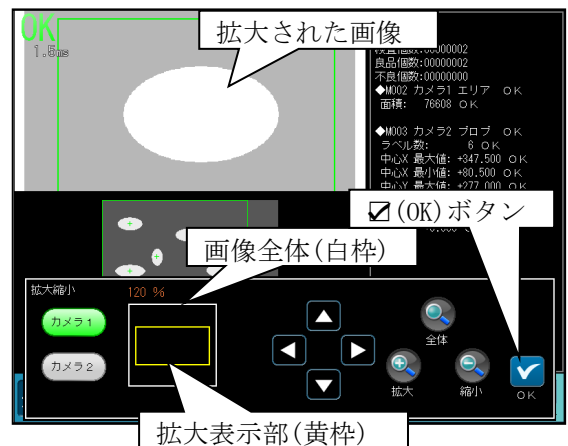 OK
1.5ms
拡大された画像
検査個数:00000002
良品個数:00000002
不良個数:00000000
◆M002 カメラ1 エリア OK
面積: 76608 OK
◆M003 カメラ2 ブロブ OK
ラベル数: 6 OK
中心X 最大値: +347.500 OK
中心X 最小値: +80.500 OK
中心Y 最大値: +277.000 OK
☑(OK)ボタン
画像全体(白枠)
拡大縮小 120 %
カメラ1
カメラ2
全体
拡大
縮小
OK
拡大表示部(黄枠)